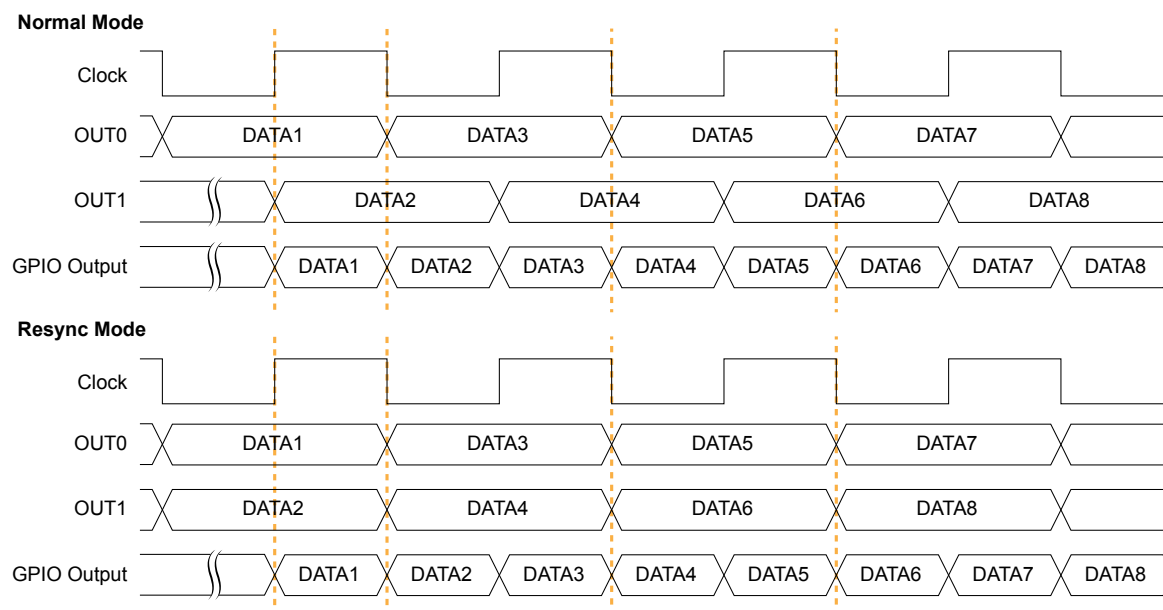 Normal Mode
Clock
OUT0 DATA1 DATA3 DATA5 DATA7
OUT1 DATA2 DATA4 DATA6 DATA8
GPIO Output DATA1 DATA2 DATA3 DATA4 DATA5 DATA6 DATA7 DATA8
Resync Mode
Clock
OUT0 DATA1 DATA3 DATA5 DATA7
OUT1 DATA2 DATA4 DATA6 DATA8
GPIO Output DATA1 DATA2 DATA3 DATA4 DATA5 DATA6 DATA7 DATA8